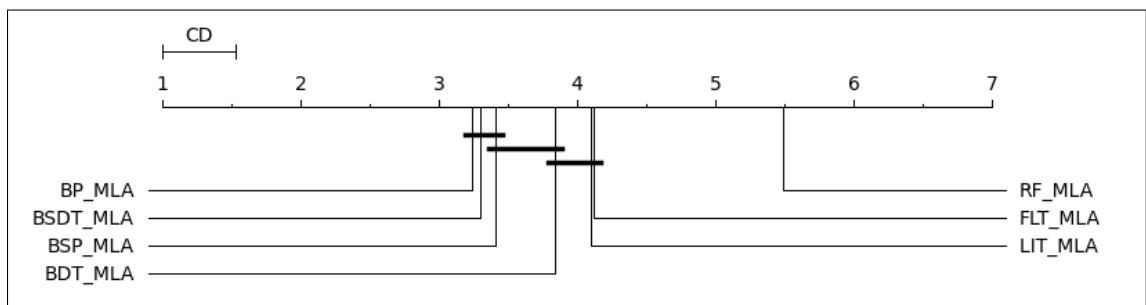 CD
1 2 3 4 5 6 7
BP_MLA RF_MLA
BSDT_MLA FLT_MLA
BSP_MLA LIT_MLA
BDT_MLA